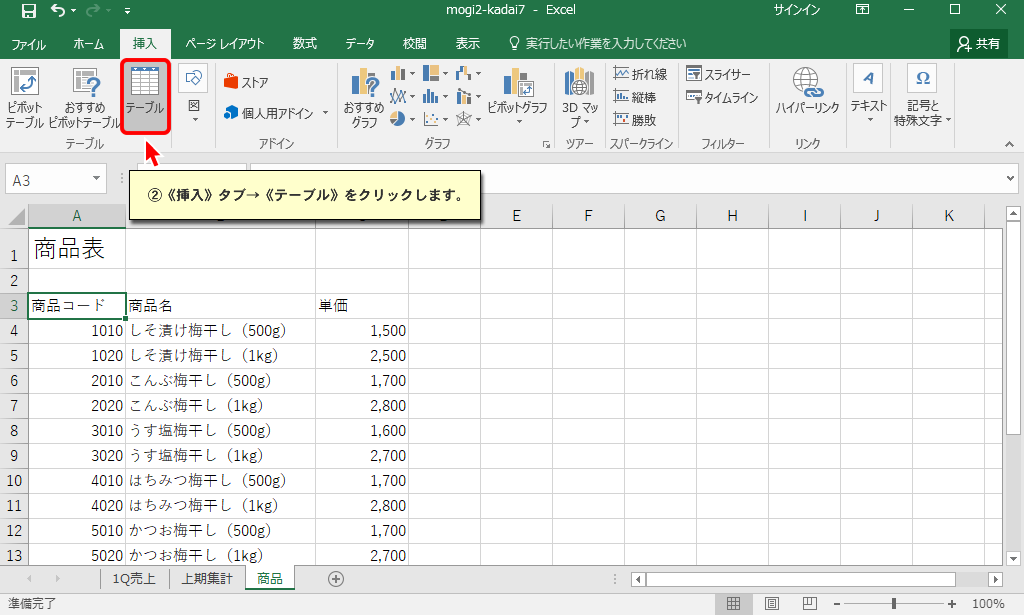 mogi2-kadai7 - Excel
サインイン
ファイル ホーム 挿入 ページ レイアウト 数式 データ 校閲 表示 実行したい作業を入力してください 共有
ピボット
テーブル
おすすめ
ピボットテーブル
テーブル
図
ストア
個人用アドイン
おすすめ
グラフ
ピボットグラフ
3D マッ
プ
折れ線
縦棒
勝敗
スライサー
タイムライン
ハイパーリンク
テキスト
記号と
特殊文字
テーブル アドイン グラフ ツアー スパークライン フィルター リンク
A3
②《挿入》タブ→《テーブル》をクリックします。
A E F G H I J K
1 商品表
2
3 商品コード 商品名 単価
4 1010 しそ漬け梅干し（500g） 1,500
5 1020 しそ漬け梅干し（1kg） 2,500
6 2010 こんぶ梅干し（500g） 1,700
7 2020 こんぶ梅干し（1kg） 2,800
8 3010 うす塩梅干し（500g） 1,600
9 3020 うす塩梅干し（1kg） 2,700
10 4010 はちみつ梅干し（500g） 1,700
11 4020 はちみつ梅干し（1kg） 2,800
12 5010 かつお梅干し（500g） 1,700
13 5020 かつお梅干し（1kg） 2,700
1Q売上 上期集計 商品
準備完了 100%